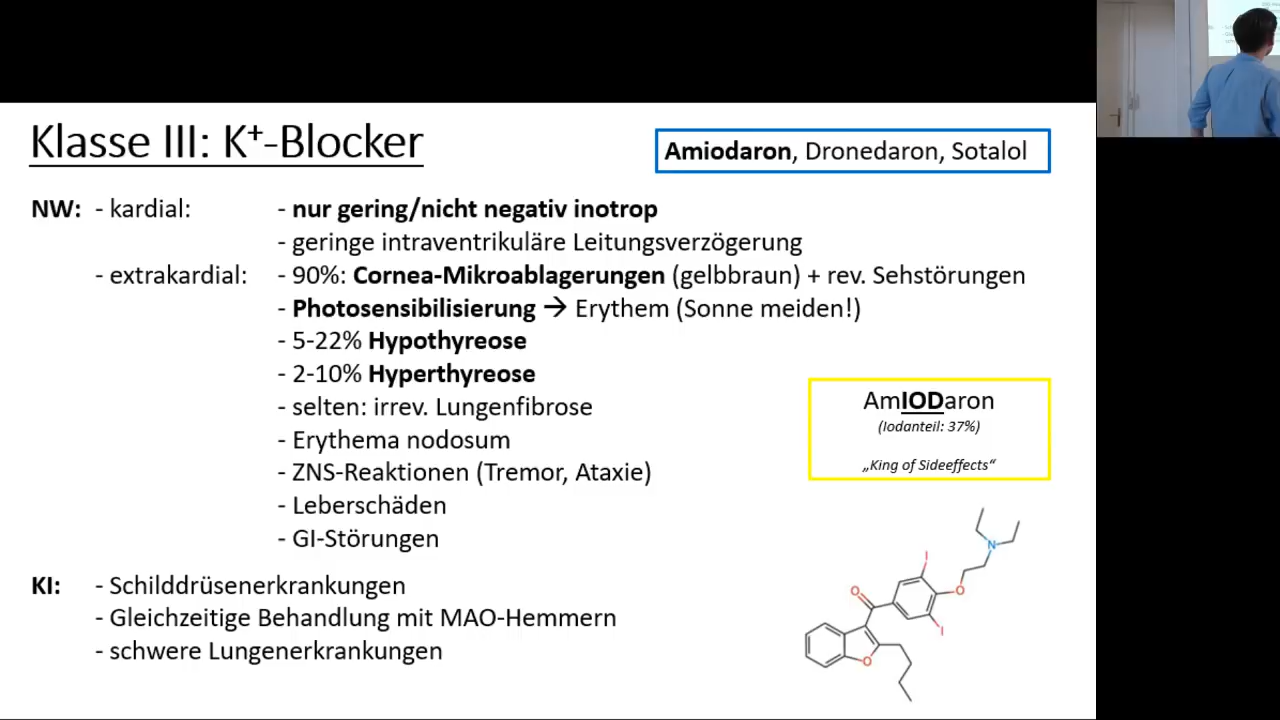 Klasse III: K⁺-Blocker
Amiodaron, Dronedaron, Sotalol
NW: - kardial: - nur gering/nicht negativ inotrop
- geringe intraventrikuläre Leitungsverzögerung
- extrakardial: - 90%: Cornea-Mikroablagerungen (gelbbraun) + rev. Sehstörungen
- Photosensibilisierung → Erythem (Sonne meiden!)
- 5-22% Hypothyreose
- 2-10% Hyperthyreose
- selten: irrev. Lungenfibrose
- Erythema nodosum
- ZNS-Reaktionen (Tremor, Ataxie)
- Leberschäden
- GI-Störungen
AmIODaron
(Iodanteil: 37%)
„King of Sideeffects“
KI: - Schilddrüsenerkrankungen
- Gleichzeitige Behandlung mit MAO-Hemmern
- schwere Lungenerkrankungen
N
I
O
O
I
O